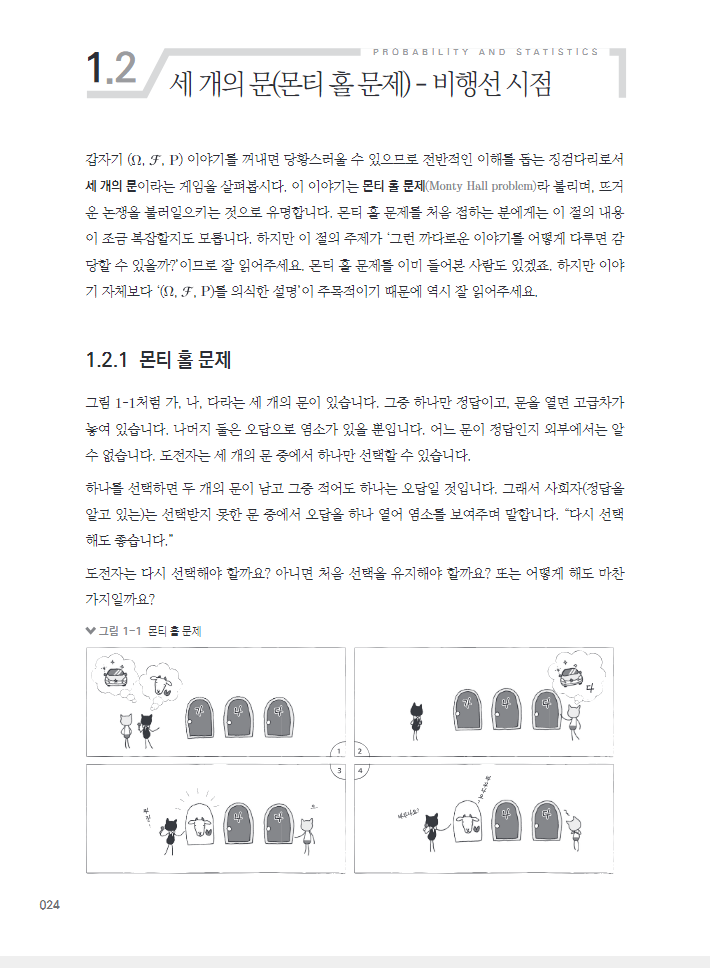 PROBABILITY AND STATISTICS
1.2
세 개의 문(몬티 홀 문제) - 비행선 시점
갑자기 (Ω, ℱ, P) 이야기를 꺼내면 당황스러울 수 있으므로 전반적인 이해를 돕는 징검다리로서
세 개의 문이라는 게임을 살펴봅시다. 이 이야기는 몬티 홀 문제(Monty Hall problem)라 불리며, 뜨거
운 논쟁을 불러일으키는 것으로 유명합니다. 몬티 홀 문제를 처음 접하는 분에게는 이 절의 내용
이 조금 복잡할지도 모릅니다. 하지만 이 절의 주제가 ‘그런 까다로운 이야기를 어떻게 다루면 감
당할 수 있을까?’이므로 잘 읽어주세요. 몬티 홀 문제를 이미 들어본 사람도 있겠죠. 하지만 이야
기 자체보다 ‘(Ω, ℱ, P)를 의식한 설명’이 주목적이기 때문에 역시 잘 읽어주세요.
1.2.1 몬티 홀 문제
그림 1-1처럼 가, 나, 다라는 세 개의 문이 있습니다. 그중 하나만 정답이고, 문을 열면 고급차가
놓여 있습니다. 나머지 둘은 오답으로 염소가 있을 뿐입니다. 어느 문이 정답인지 외부에서는 알
수 없습니다. 도전자는 세 개의 문 중에서 하나만 선택할 수 있습니다.
하나를 선택하면 두 개의 문이 남고 그중 적어도 하나는 오답일 것입니다. 그래서 사회자(정답을
알고 있는)는 선택받지 못한 문 중에서 오답을 하나 열어 염소를 보여주며 말합니다. “다시 선택
해도 좋습니다.”
도전자는 다시 선택해야 할까요? 아니면 처음 선택을 유지해야 할까요? 또는 어떻게 해도 마찬
가지일까요?
그림 1-1 몬티 홀 문제
가 나 다
1
가 나 다
다
2
3
나 다
4
나 다
024